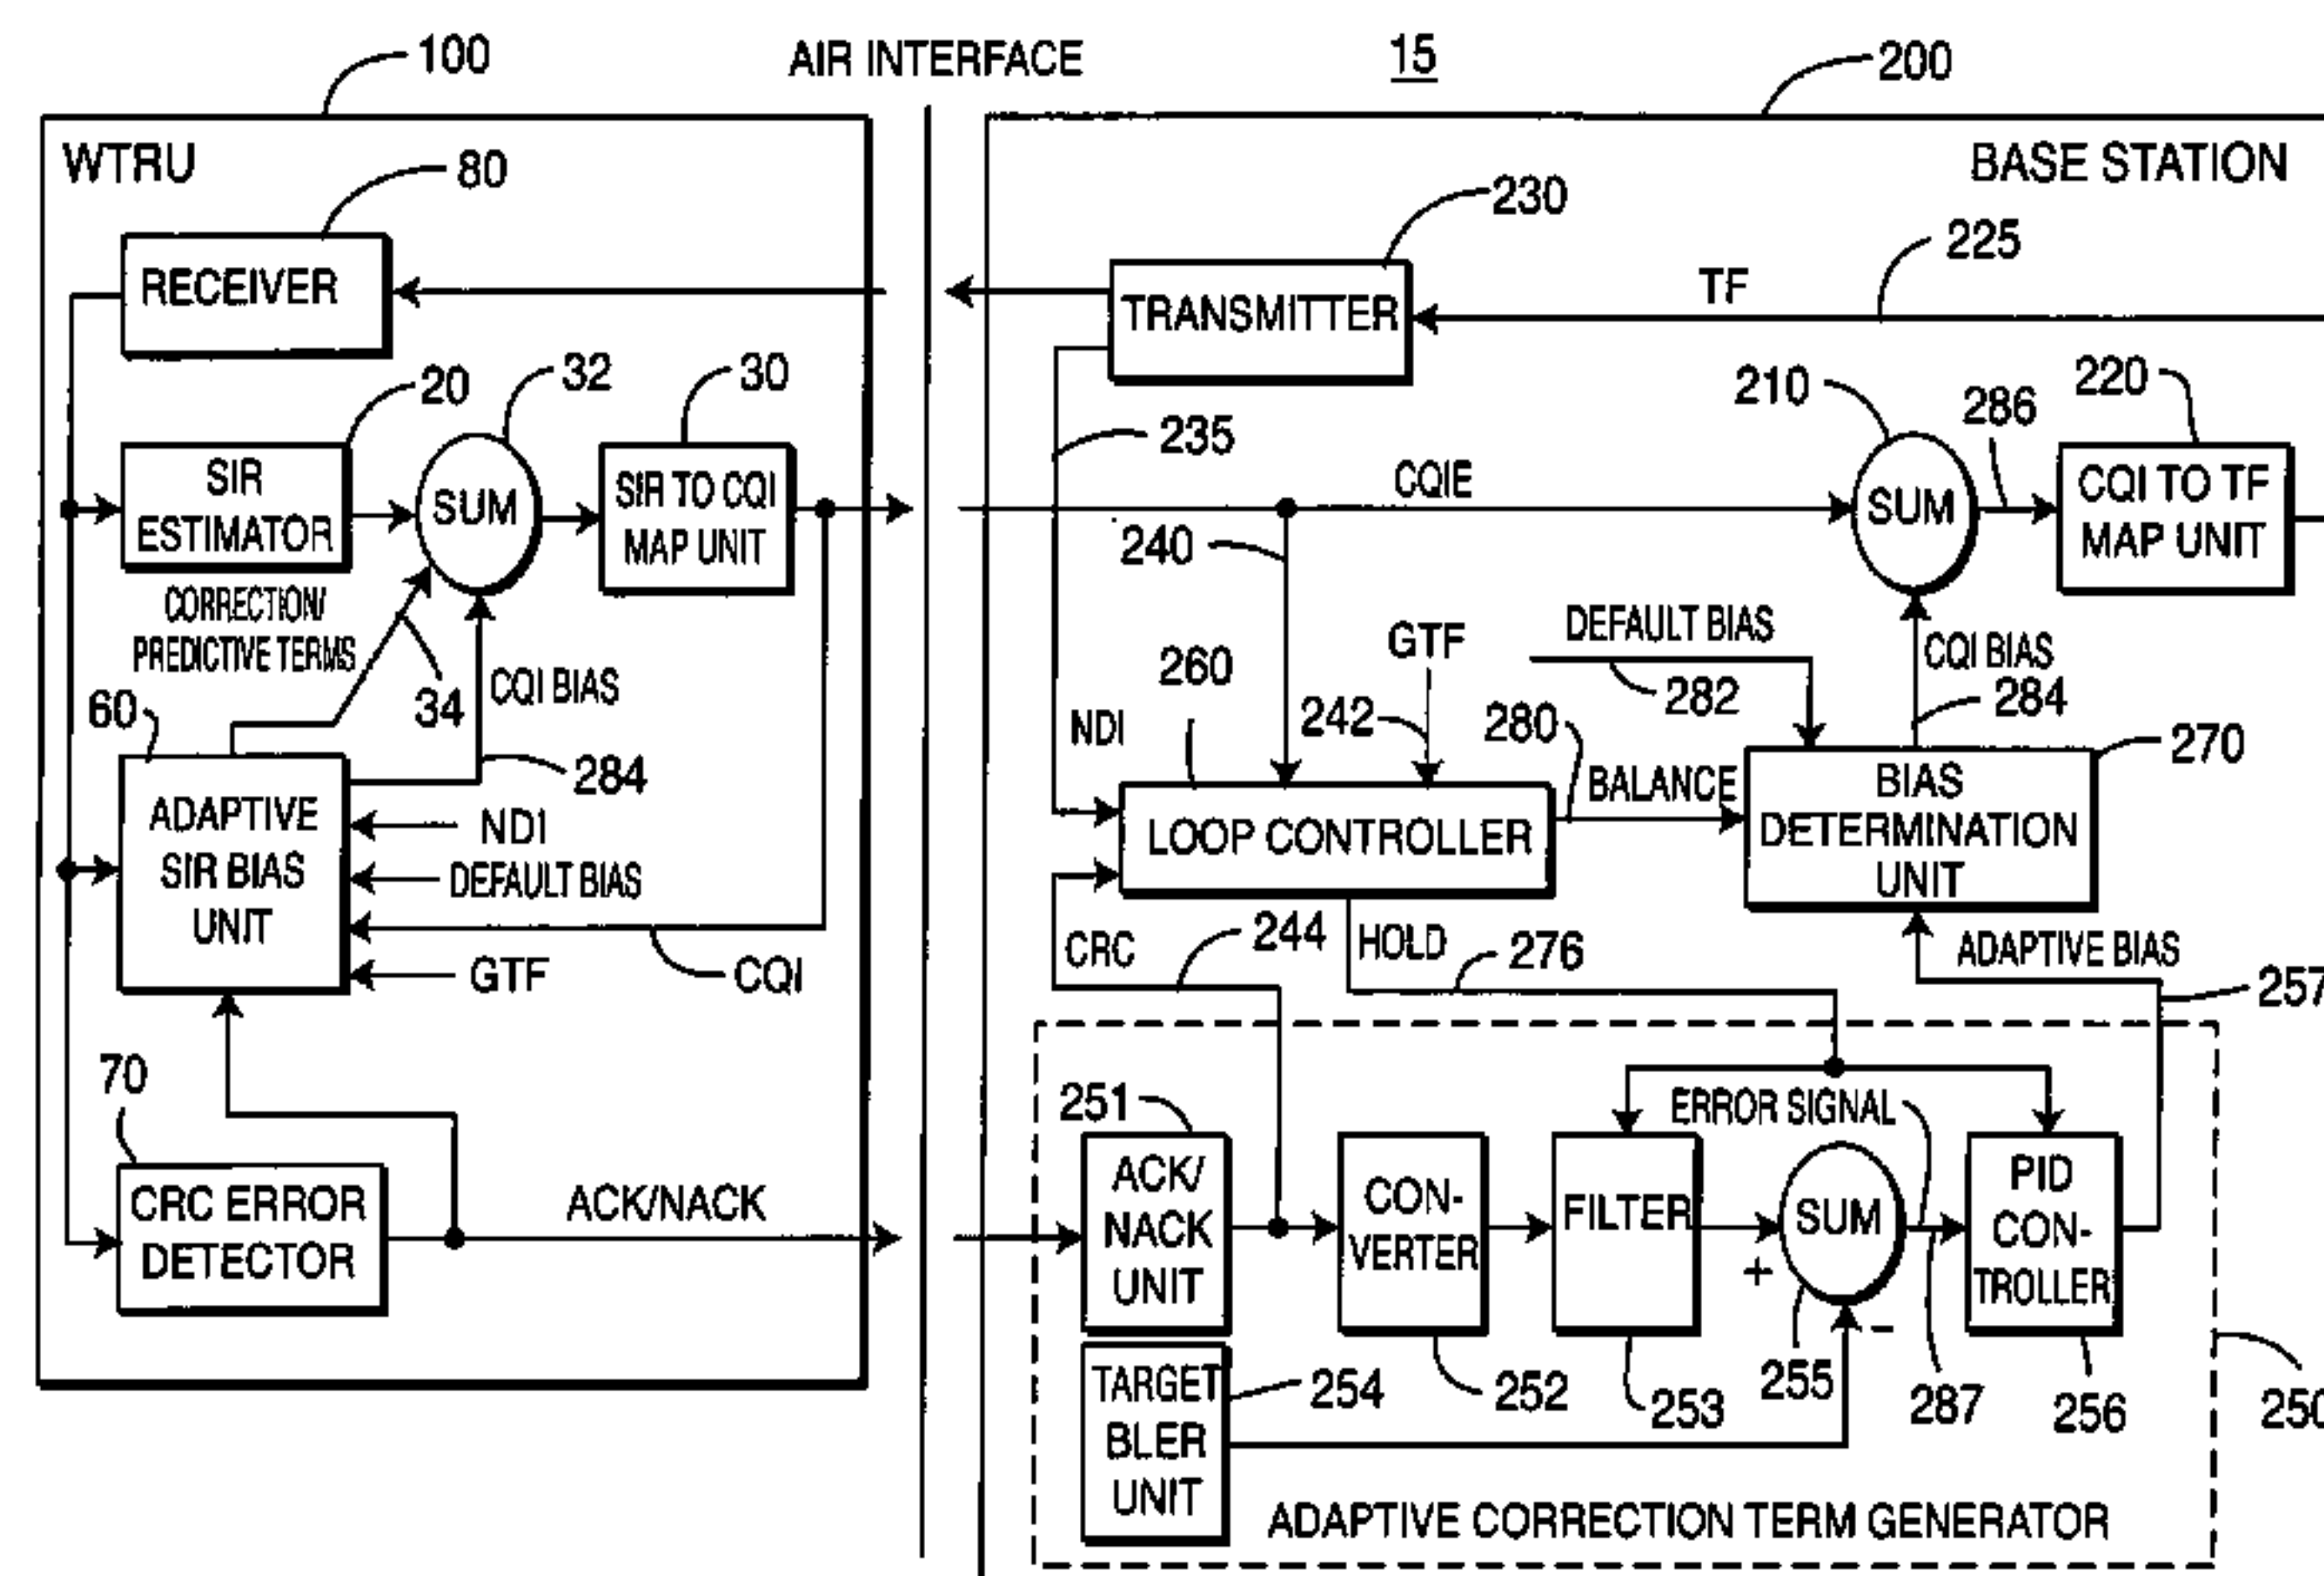 100
AIR INTERFACE
15
200
WTRU
80
BASE STATION
230
225
RECEIVER
TF
TRANSMITTER
20
32
30
210
286
220
235
SIR
ESTIMATOR
SUM
SIR TO CQI
MAP UNIT
CQIE
SUM
CQI TO TF
MAP UNIT
240
CORRECTION/
PREDICTIVE TERMS
34
CQI BIAS
284
60
260
GTF
242
DEFAULT BIAS
282
CQI BIAS
284
NDI
280
BALANCE
270
ADAPTIVE
SIR BIAS
UNIT
NDI
DEFAULT BIAS
CQI
GTF
LOOP CONTROLLER
BIAS
DETERMINATION
UNIT
CRC
244
HOLD
276
ADAPTIVE BIAS
257
70
CRC ERROR
DETECTOR
ACK/NACK
251
ERROR SIGNAL
ACK/
NACK
UNIT
CON-
VERTER
FILTER
SUM
+
-
PID
CON-
TROLLER
TARGET
BLER
UNIT
254
252
253
255
287
256
250
ADAPTIVE CORRECTION TERM GENERATOR